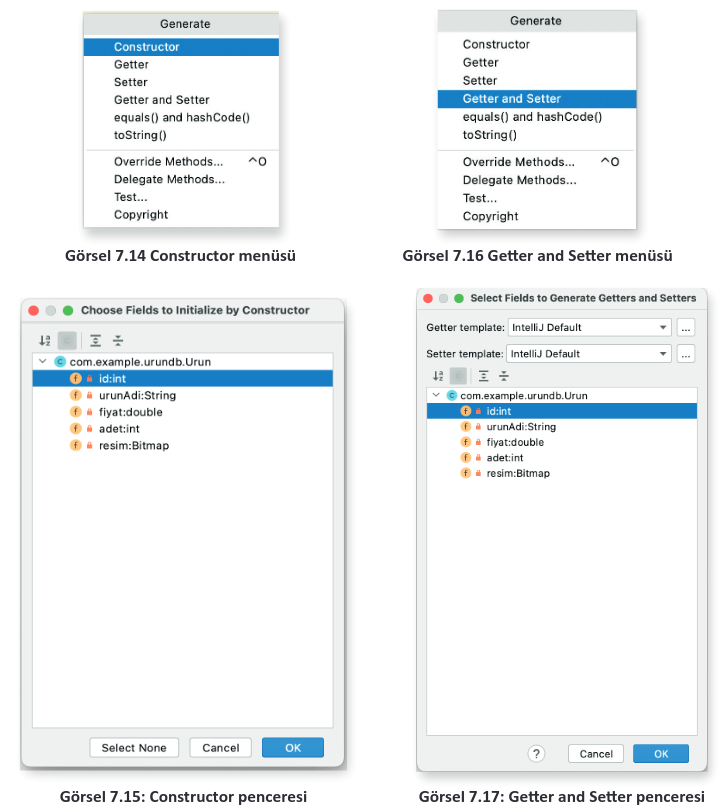 Generate
Constructor
Getter
Setter
Getter and Setter
equals() and hashCode()
toString()
Override Methods... ^O
Delegate Methods...
Test...
Copyright
Görsel 7.14 Constructor menüsü
Generate
Constructor
Getter
Setter
Getter and Setter
equals() and hashCode()
toString()
Override Methods... ^O
Delegate Methods...
Test...
Copyright
Görsel 7.16 Getter and Setter menüsü
Choose Fields to Initialize by Constructor
com.example.urundb.Urun
id:int
urunAdi:String
fiyat:double
adet:int
resim:Bitmap
Select None Cancel OK
Görsel 7.15: Constructor penceresi
Select Fields to Generate Getters and Setters
Getter template: IntelliJ Default ...
Setter template: IntelliJ Default ...
com.example.urundb.Urun
id:int
urunAdi:String
fiyat:double
adet:int
resim:Bitmap
? Cancel OK
Görsel 7.17: Getter and Setter penceresi